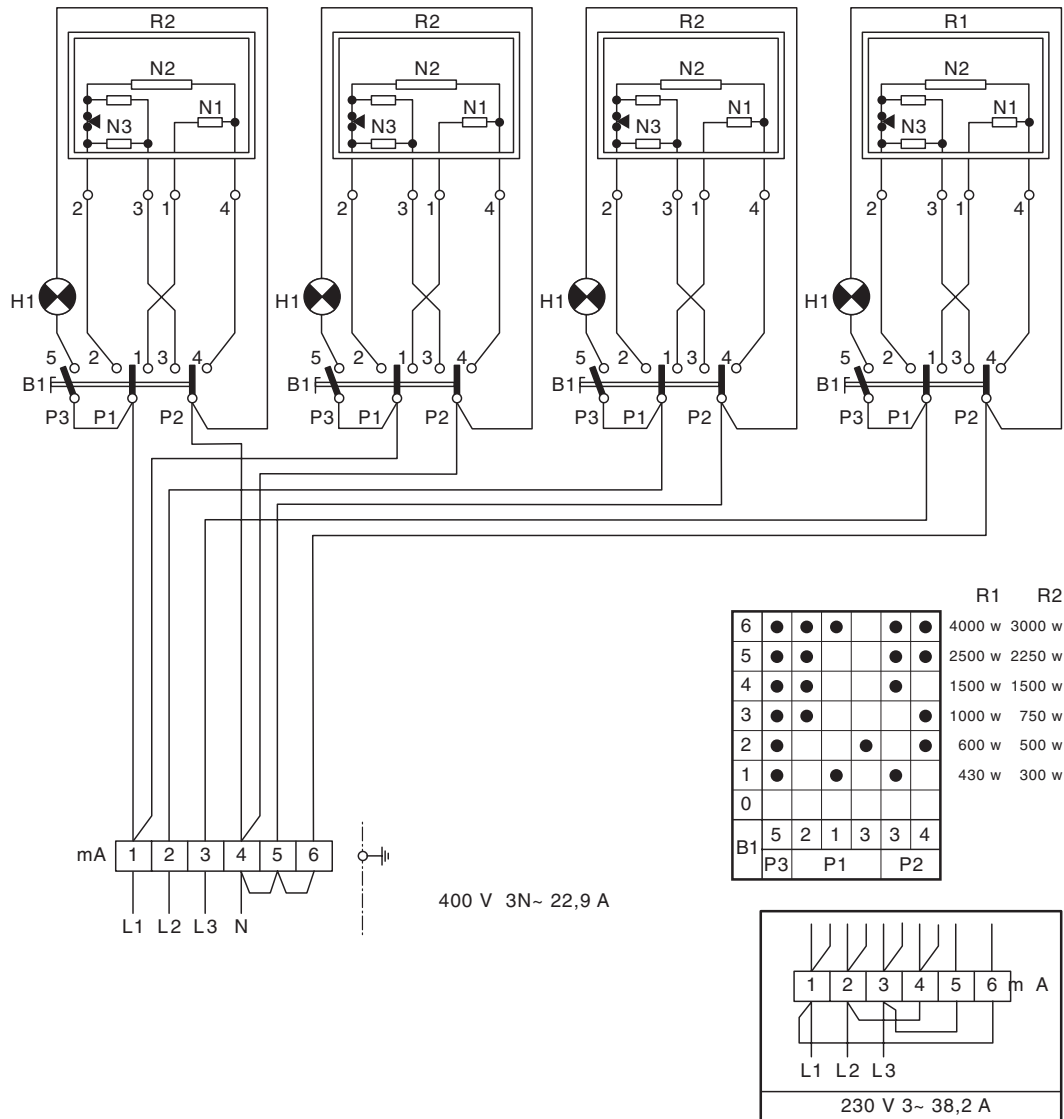 R2 R2 R2 R1
N2 N2 N2 N2
N1 N1 N1 N1
N3 N3 N3 N3
2 3 1 4 2 3 1 4 2 3 1 4 2 3 1 4
H1 H1 H1 H1
5 2 1 3 4 5 2 1 3 4 5 2 1 3 4 5 2 1 3 4
B1 B1 B1 B1
P3 P1 P2 P3 P1 P2 P3 P1 P2 P3 P1 P2
R1 R2
6 4000 w 3000 w
5 2500 w 2250 w
4 1500 w 1500 w
3 1000 w 750 w
2 600 w 500 w
1 430 w 300 w
0
B1 5 2 1 3 3 4
P3 P1 P2
mA 1 2 3 4 5 6
L1 L2 L3 N
400 V 3N~ 22,9 A
1 2 3 4 5 6 m A
L1 L2 L3
230 V 3~ 38,2 A